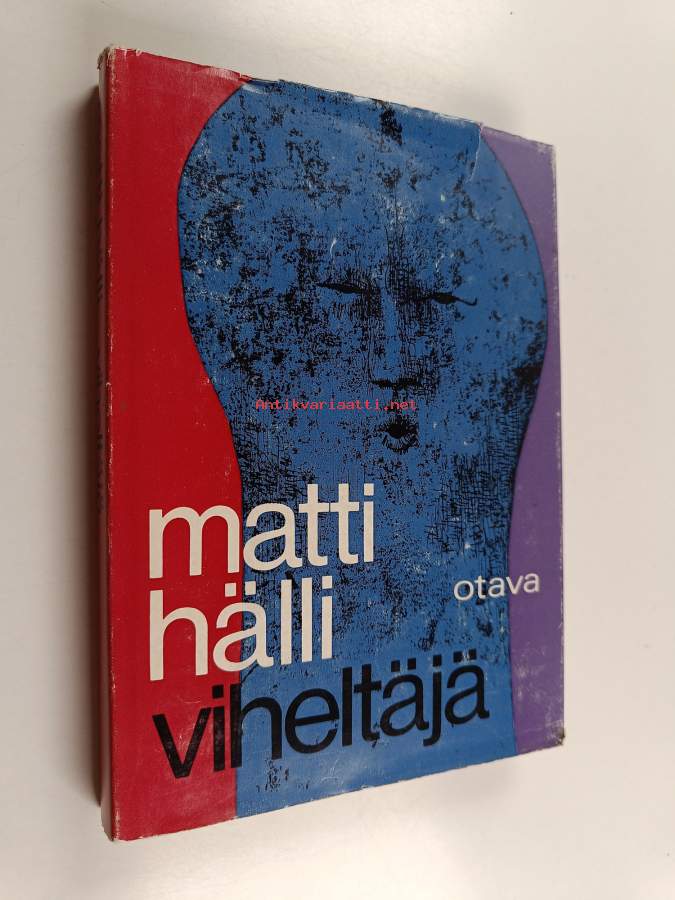 Antikvariaatti.net
matti
hälli
otava
viheltäjä